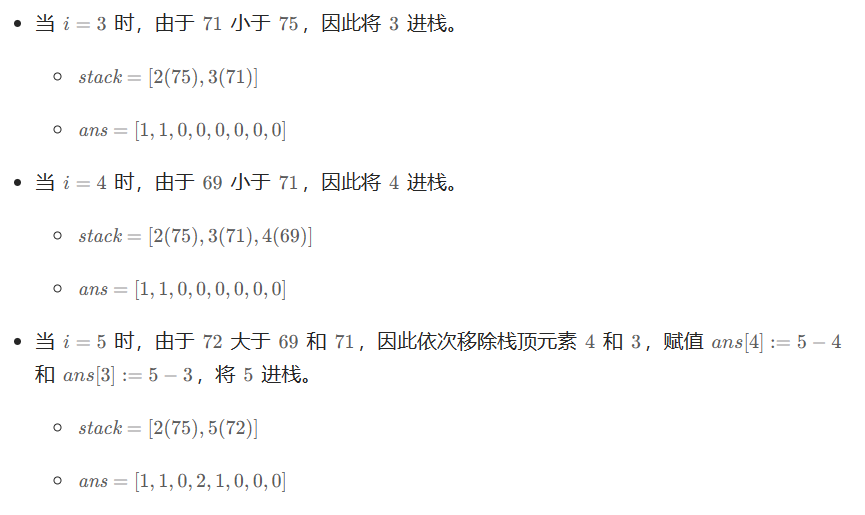 当 i = 3 时，由于 71 小于 75，因此将 3 进栈。
stack = [2(75), 3(71)]
ans = [1, 1, 0, 0, 0, 0, 0, 0]
当 i = 4 时，由于 69 小于 71，因此将 4 进栈。
stack = [2(75), 3(71), 4(69)]
ans = [1, 1, 0, 0, 0, 0, 0, 0]
当 i = 5 时，由于 72 大于 69 和 71，因此依次移除栈顶元素 4 和 3，赋值 ans[4] := 5 − 4
和 ans[3] := 5 − 3，将 5 进栈。
stack = [2(75), 5(72)]
ans = [1, 1, 0, 2, 1, 0, 0, 0]